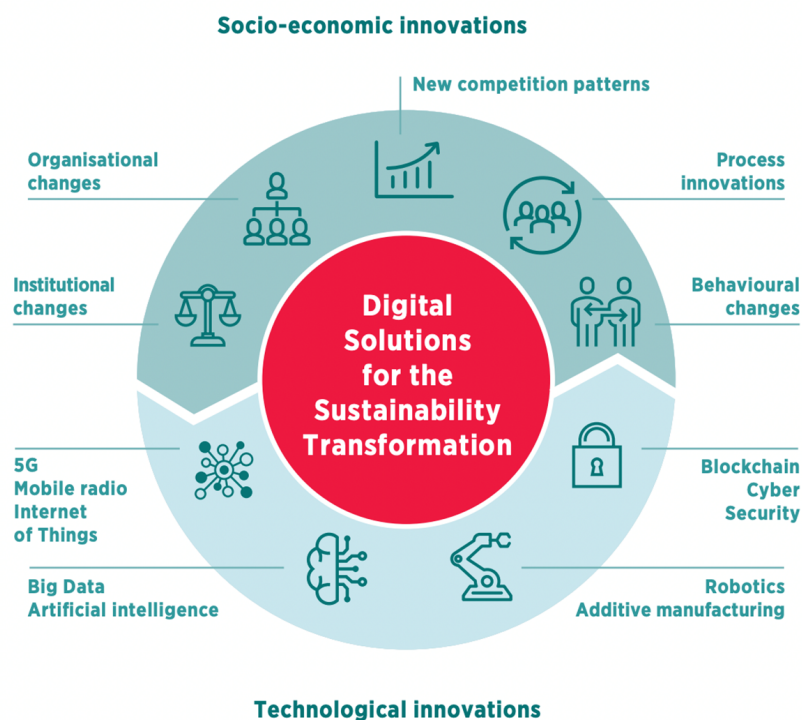 Socio-economic innovations
New competition patterns
Organisational
changes
Process
innovations
Institutional
changes
Behavioural
changes
Digital
Solutions
for the
Sustainability
Transformation
5G
Mobile radio
Internet
of Things
Blockchain
Cyber
Security
Big Data
Artificial intelligence
Robotics
Additive manufacturing
Technological innovations